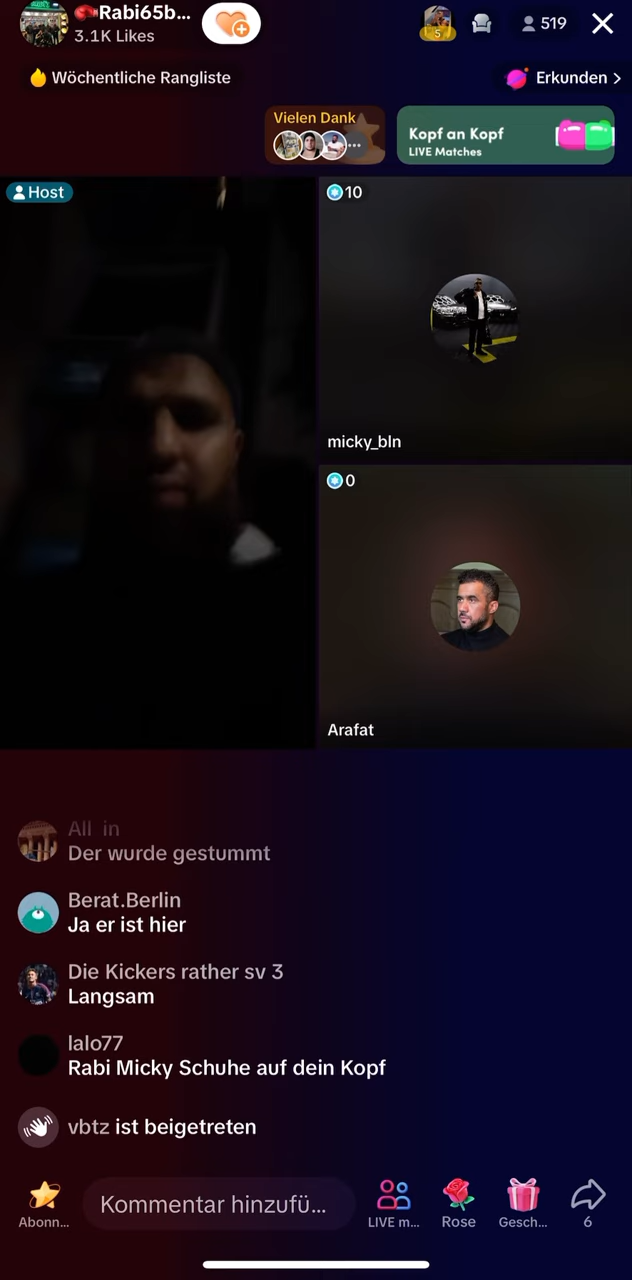 Rabi65b...
3.1K Likes
5
519
Wöchentliche Rangliste
Erkunden >
Vielen Dank
Kopf an Kopf
LIVE Matches
Host
10
micky_bln
0
Arafat
All in
Der wurde gestummt
Berat.Berlin
Ja er ist hier
Die Kickers rather sv 3
Langsam
lalo77
Rabi Micky Schuhe auf dein Kopf
vbtz ist beigetreten
Kommentar hinzufü...
Abonn...
LIVE m...
Rose
Gesch...
6